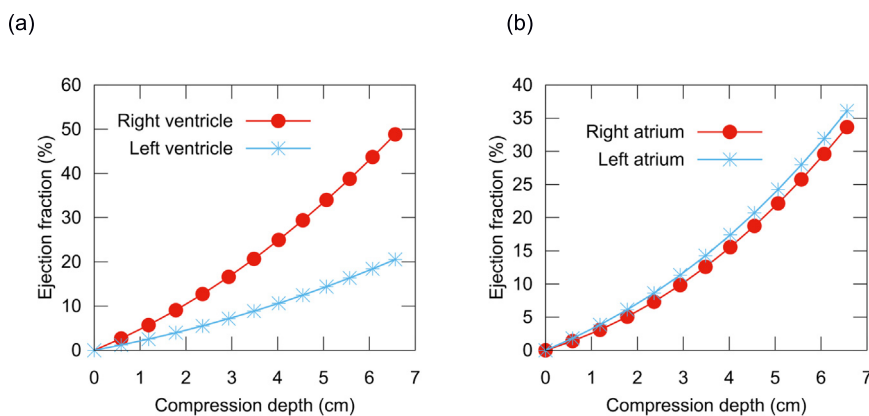 (a)
(b)
60
50
40
30
20
10
0
Ejection fraction (%)
Right ventricle
Left ventricle
0 1 2 3 4 5 6 7
Compression depth (cm)
40
35
30
25
20
15
10
5
0
Ejection fraction (%)
Right atrium
Left atrium
0 1 2 3 4 5 6 7
Compression depth (cm)